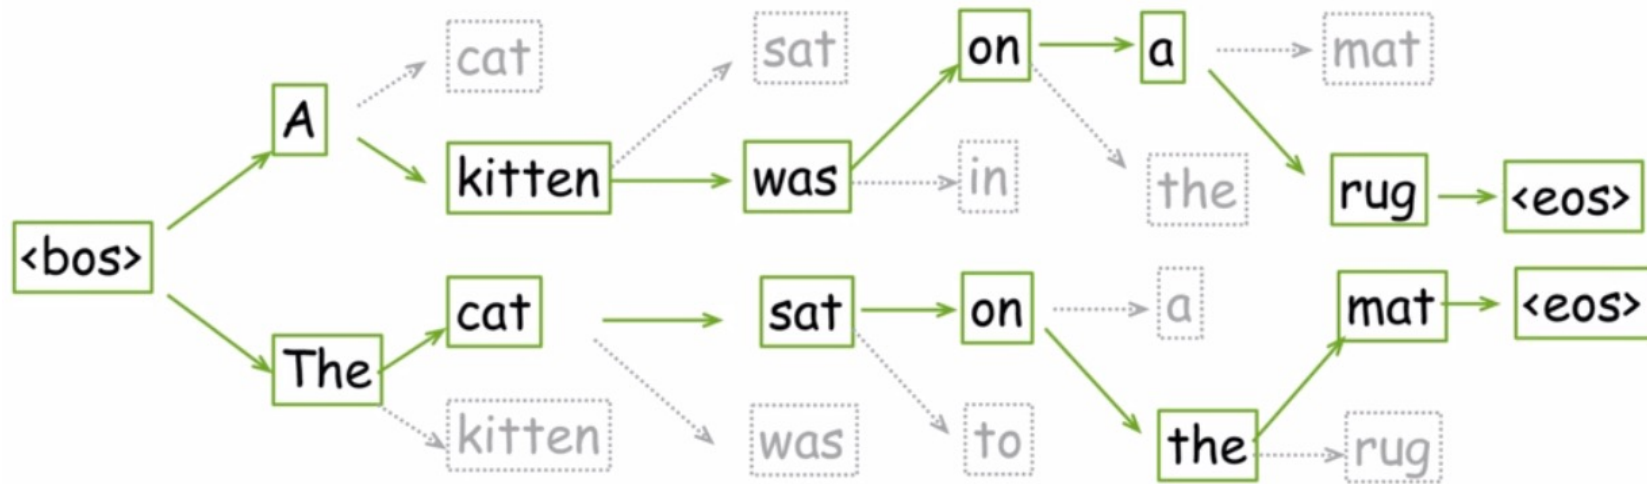 cat sat on a mat
A
kitten was in the rug <eos>
<bos>
cat sat on a mat <eos>
The
kitten was to the rug